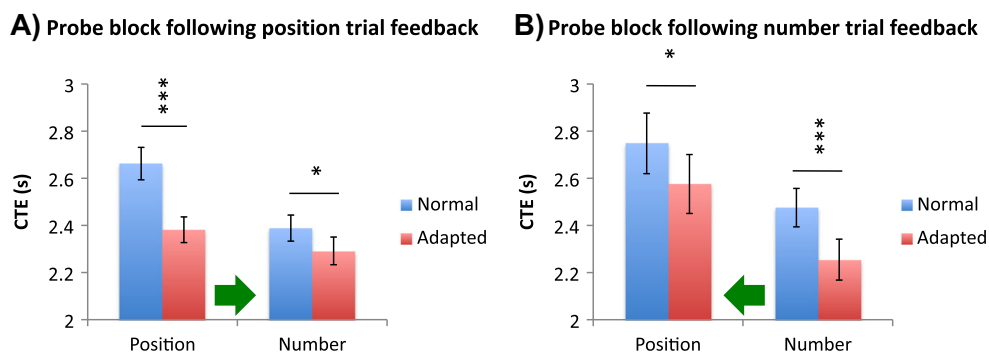 A) Probe block following position trial feedback
CTE (s)
3
2.8
2.6
2.4
2.2
2
***
*
Position
Number
Normal
Adapted
B) Probe block following number trial feedback
CTE (s)
3
2.8
2.6
2.4
2.2
2
*
***
Position
Number
Normal
Adapted